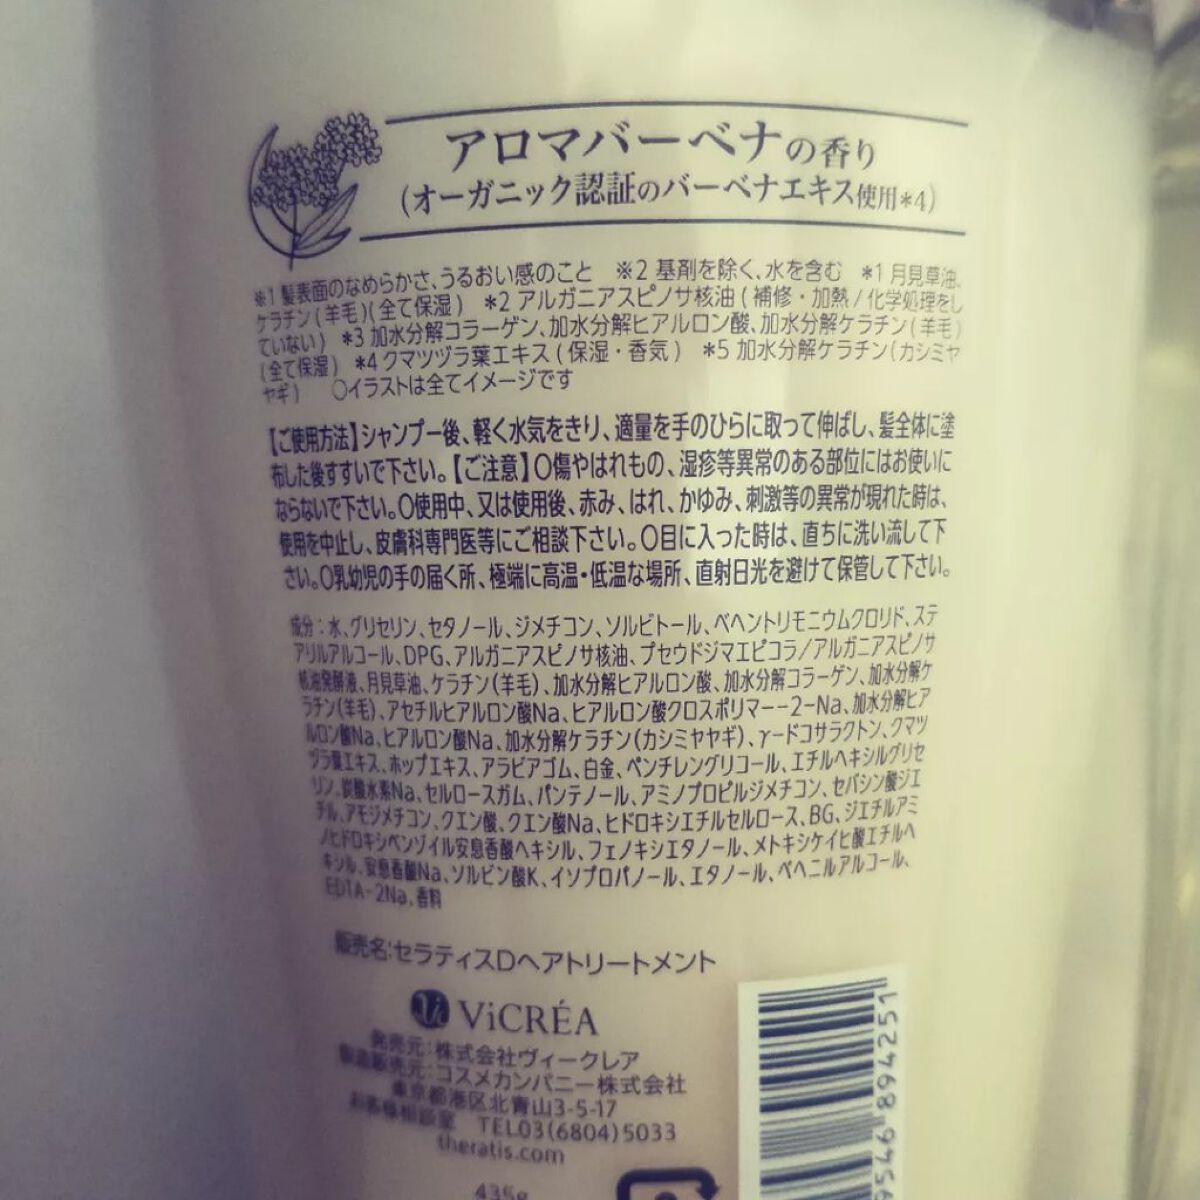 アロマバーベナの香り
(オーガニック認証のバーベナエキス使用*4)
※1 髪表面のなめらかさ、うるおい感のこと ※2 基剤を除く、水を含む *1 月見草油、
ケラチン(羊毛)(全て保湿) *2 アルガニアスピノサ核油(補修・加熱/化学処理をし
ていない) *3 加水分解コラーゲン、加水分解ヒアルロン酸、加水分解ケラチン(羊毛)
(全て保湿) *4 クマツヅラ葉エキス(保湿・香気) *5 加水分解ケラチン(カシミヤ
ヤギ) ○イラストは全てイメージです
【ご使用方法】シャンプー後、軽く水気をきり、適量を手のひらに取って伸ばし、髪全体に塗
布した後すすいで下さい。【ご注意】○傷やはれもの、湿疹等異常のある部位にはお使いに
ならないで下さい。○使用中、又は使用後、赤み、はれ、かゆみ、刺激等の異常が現れた時は、
使用を中止し、皮膚科専門医等にご相談下さい。○目に入った時は、直ちに洗い流して下
さい。○乳幼児の手の届く所、極端に高温・低温な場所、直射日光を避けて保管して下さい。
成分：水、グリセリン、セタノール、ジメチコン、ソルビトール、ベヘントリモニウムクロリド、ステ
アリルアルコール、DPG、アルガニアスピノサ核油、プセウドジマエピコラ/アルガニアスピノサ
核油発酵液、月見草油、ケラチン(羊毛)、加水分解ヒアルロン酸、加水分解コラーゲン、加水分解ケ
ラチン(羊毛)、アセチルヒアルロン酸Na、ヒアルロン酸クロスポリマー-2-Na、加水分解ヒア
ルロン酸Na、ヒアルロン酸Na、加水分解ケラチン(カシミヤヤギ)、γ-ドコサラクトン、クマツ
ヅラ葉エキス、ホップエキス、アラビアゴム、白金、ペンチレングリコール、エチルヘキシルグリセ
リン、炭酸水素Na、セルロースガム、パンテノール、アミノプロピルジメチコン、セバシン酸ジエ
チル、アモジメチコン、クエン酸、クエン酸Na、ヒドロキシエチルセルロース、BG、ジエチルアミ
ノヒドロキシベンゾイル安息香酸ヘキシル、フェノキシエタノール、メトキシケイヒ酸エチルヘ
キシル、安息香酸Na、ソルビン酸K、イソプロパノール、エタノール、ベヘニルアルコール、
EDTA-2Na、香料
販売名：セラティスDヘアトリートメント
Vi ViCRÉA
発売元：株式会社ヴィークレア
製造販売元：コスメカンパニー株式会社
東京都港区北青山3-5-17
お客様相談室 TEL03(6804)5033
theratis.com
435g
9546 894251